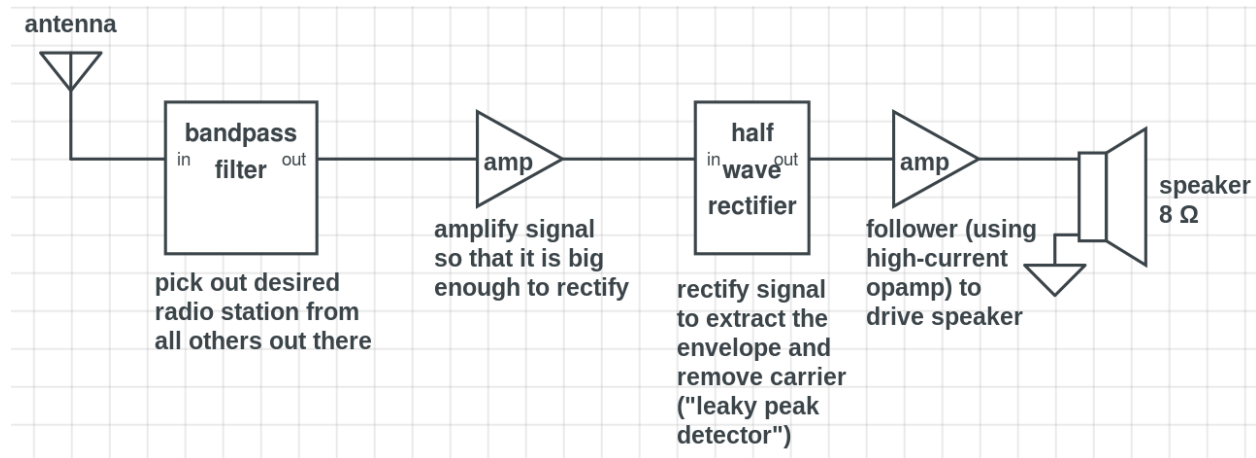 antenna
bandpass
in filter out
pick out desired
radio station from
all others out there
amp
amplify signal
so that it is big
enough to rectify
half
in wave out
rectifier
rectify signal
to extract the
envelope and
remove carrier
("leaky peak
detector")
amp
follower (using
high-current
opamp) to
drive speaker
speaker
8 Ω